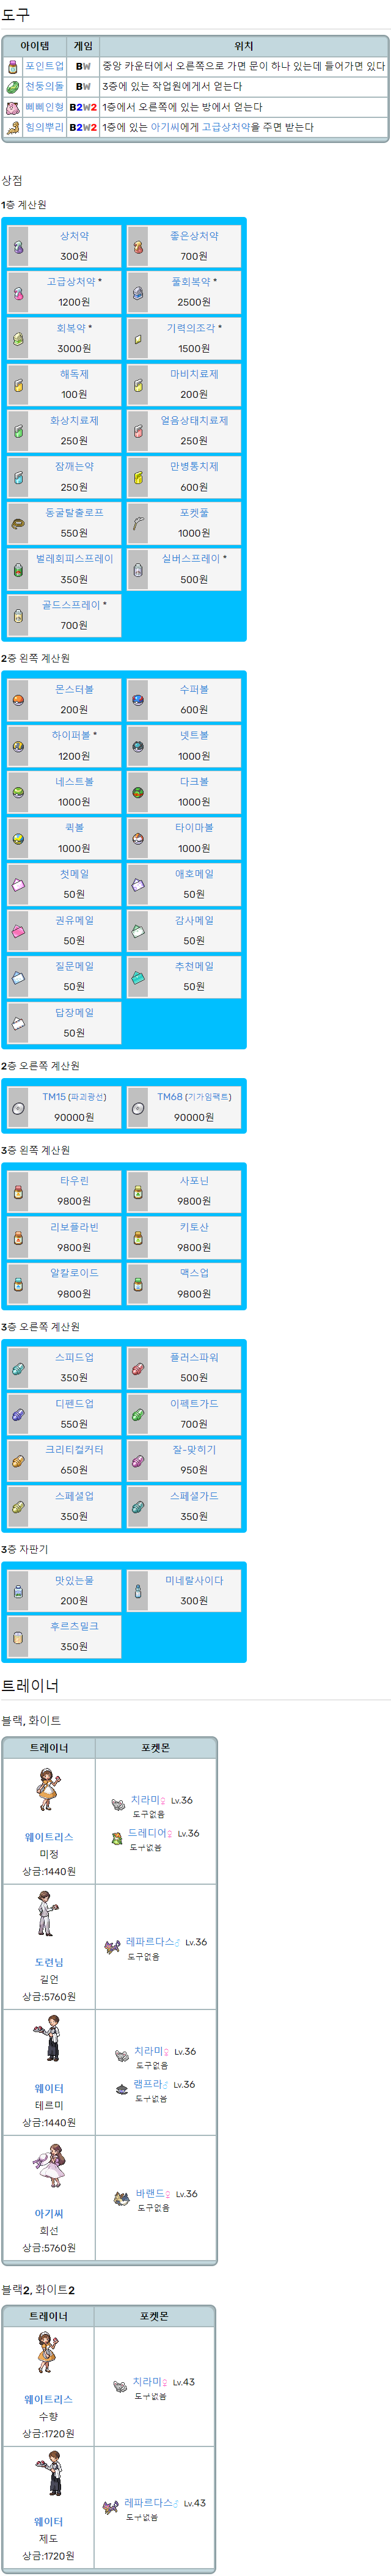 도구
아이템 게임 위치
포인트업 BW 중앙 카운터에서 오른쪽으로 가면 문이 하나 있는데 들어가면 있다
천둥의돌 BW 3층에 있는 작업원에게서 얻는다
삐삐인형 B2W2 1층에서 오른쪽에 있는 방에서 얻는다
힘의뿌리 B2W2 1층에 있는 아기씨에게 고급상처약을 주면 받는다
상점
1층 계산원
상처약 좋은상처약
300원 700원
고급상처약 * 풀회복약 *
1200원 2500원
회복약 * 기력의조각 *
3000원 1500원
해독제 마비치료제
100원 200원
화상치료제 얼음상태치료제
250원 250원
잠깨는약 만병통치제
250원 600원
동굴탈출로프 포켓풀
550원 1000원
벌레회피스프레이 실버스프레이 *
350원 500원
골드스프레이 *
700원
2층 왼쪽 계산원
몬스터볼 수퍼볼
200원 600원
하이퍼볼 * 넷트볼
1200원 1000원
네스트볼 다크볼
1000원 1000원
퀵볼 타이마볼
1000원 1000원
첫메일 애호메일
50원 50원
권유메일 감사메일
50원 50원
질문메일 추천메일
50원 50원
답장메일
50원
2층 오른쪽 계산원
TM15 (파괴광선) TM68 (기가임팩트)
90000원 90000원
3층 왼쪽 계산원
타우린 사포닌
9800원 9800원
리보플라빈 키토산
9800원 9800원
알칼로이드 맥스업
9800원 9800원
3층 오른쪽 계산원
스피드업 플러스파워
350원 500원
디펜드업 이펙트가드
550원 700원
크리티컬커터 잘-맞히기
650원 950원
스페셜업 스페셜가드
350원 350원
3층 자판기
맛있는물 미네랄사이다
200원 300원
후르츠밀크
350원
트레이너
블랙, 화이트
트레이너 포켓몬
치라미♀ Lv.36
도구없음
드레디어♀ Lv.36
도구없음
웨이트리스
미정
상금:1440원
레파르다스♂ Lv.36
도구없음
도련님
길언
상금:5760원
치라미♀ Lv.36
도구없음
램프라♂ Lv.36
도구없음
웨이터
테르미
상금:1440원
바랜드♀ Lv.36
도구없음
아기씨
희선
상금:5760원
블랙2, 화이트2
트레이너 포켓몬
치라미♀ Lv.43
도구없음
웨이트리스
수향
상금:1720원
레파르다스♂ Lv.43
도구없음
웨이터
제도
상금:1720원